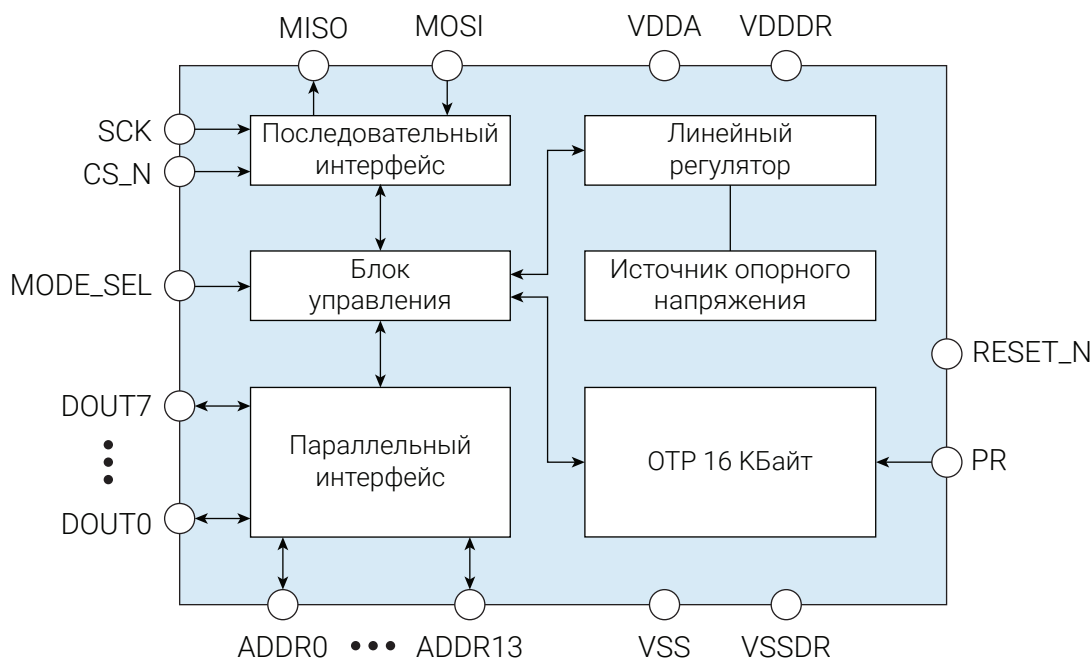 MISO MOSI VDDA VDDDR
SCK
CS_N
Последовательный
интерфейс
Линейный
регулятор
MODE_SEL
Блок
управления
Источник опорного
напряжения
RESET_N
DOUT7
DOUT0
Параллельный
интерфейс
OTP 16 КБайт
PR
ADDR0 ••• ADDR13 VSS VSSDR